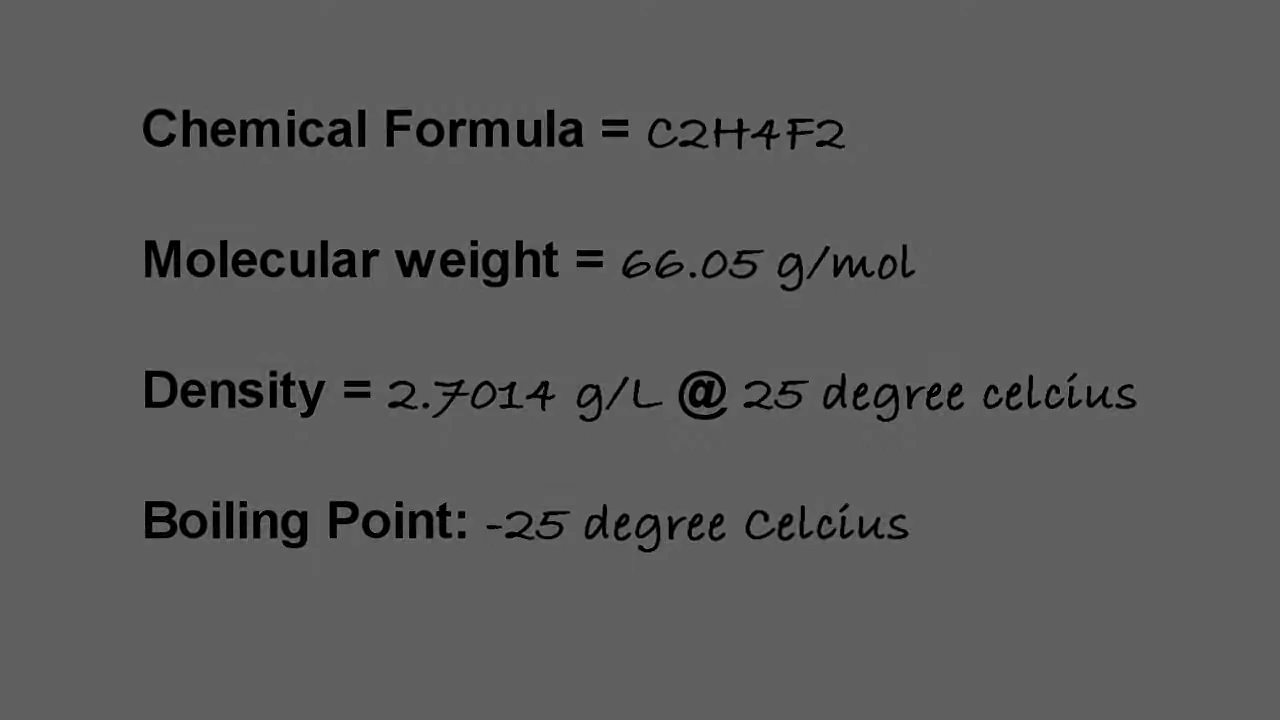 Chemical Formula = C2H4F2
Molecular weight = 66.05 g/mol
Density = 2.7014 g/L @ 25 degree celcius
Boiling Point: -25 degree Celcius